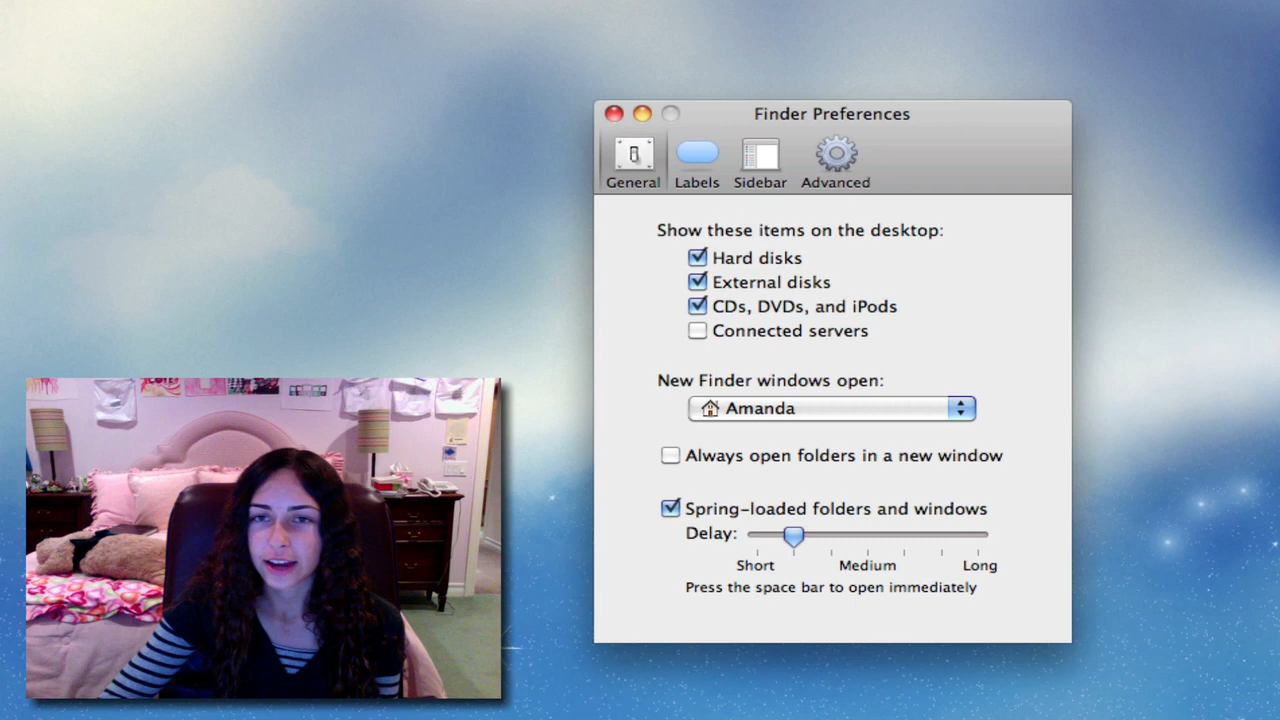 Finder Preferences
General Labels Sidebar Advanced
Show these items on the desktop:
Hard disks
External disks
CDs, DVDs, and iPods
Connected servers
New Finder windows open:
Amanda
Always open folders in a new window
Spring-loaded folders and windows
Delay:
Short Medium Long
Press the space bar to open immediately